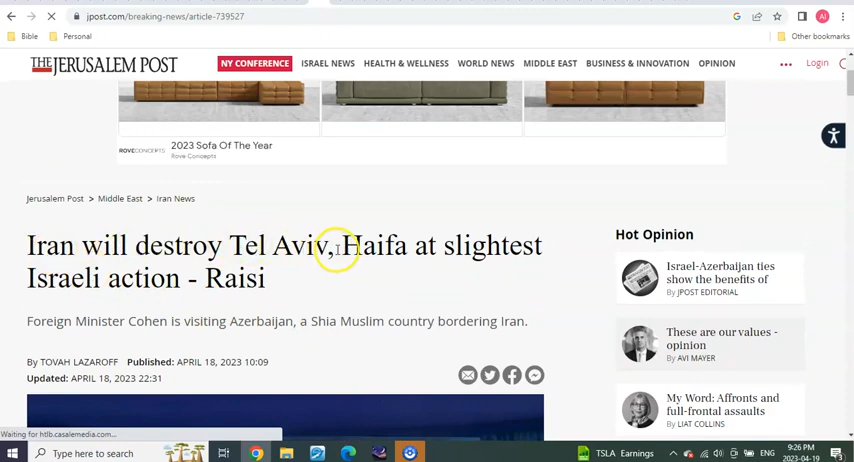 jpost.com/breaking-news/article-739527
Bible Personal Other bookmarks
THE JERUSALEM POST NY CONFERENCE ISRAEL NEWS HEALTH & WELLNESS WORLD NEWS MIDDLE EAST BUSINESS & INNOVATION OPINION Login
ROVECONCEPTS 2023 Sofa Of The Year
Rove Concepts
Jerusalem Post > Middle East > Iran News
Iran will destroy Tel Aviv, Haifa at slightest
Israeli action - Raisi
Foreign Minister Cohen is visiting Azerbaijan, a Shia Muslim country bordering Iran.
By TOVAH LAZAROFF Published: APRIL 18, 2023 10:09
Updated: APRIL 18, 2023 22:31
Hot Opinion
Israel-Azerbaijan ties
show the benefits of
By JPOST EDITORIAL
These are our values -
opinion
By AVI MAYER
My Word: Affronts and
full-frontal assaults
By LIAT COLLINS
Waiting for htlb.casalemedia.com...
Type here to search TSLA Earnings ENG 9:26 PM
2023-04-19
AI
3